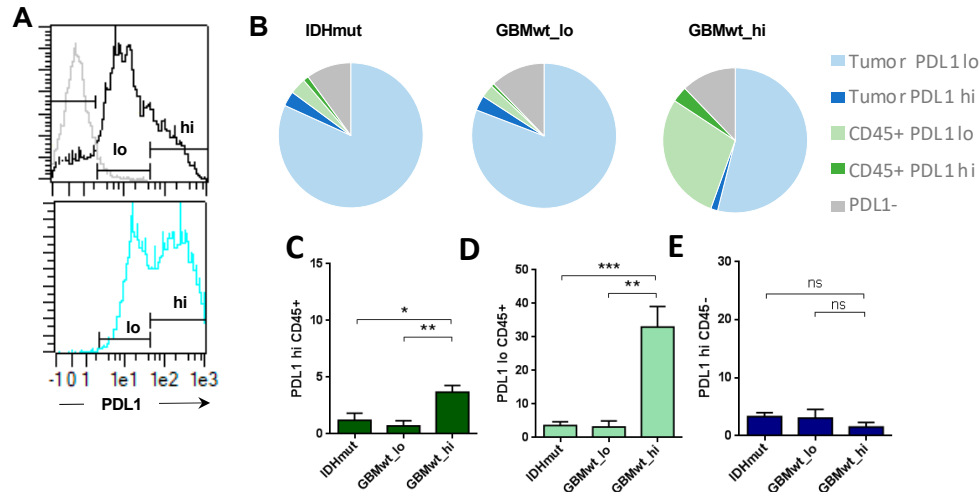 A
hi
lo
hi
lo
-10 0 1 1e1 1e2 1e3
PDL1
B
IDHmut
GBMwt_lo
GBMwt_hi
Tumor PDL1 lo
Tumor PDL1 hi
CD45+ PDL1 lo
CD45+ PDL1 hi
PDL1-
C
PDL1 hi CD45+
15
10
5
0
*
**
IDHmut
GBMwt_lo
GBMwt_hi
D
PDL1 lo CD45+
50
40
30
20
10
0
***
**
IDHmut
GBMwt_lo
GBMwt_hi
E
PDL1 hi CD45-
30
20
10
0
ns
ns
IDHmut
GBMwt_lo
GBMwt_hi